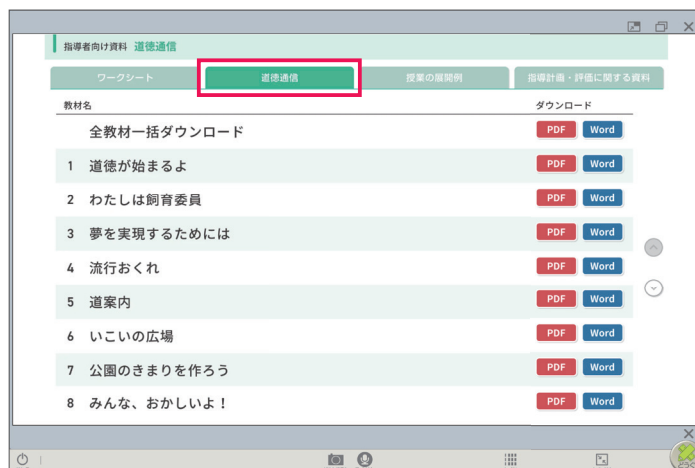 指導者向け資料 道徳通信
ワークシート 道徳通信 授業の展開例 指導計画・評価に関する資料
教材名 ダウンロード
全教材一括ダウンロード PDF Word
1 道徳が始まるよ PDF Word
2 わたしは飼育委員 PDF Word
3 夢を実現するためには PDF Word
4 流行おくれ PDF Word
5 道案内 PDF Word
6 いこいの広場 PDF Word
7 公園のきまりを作ろう PDF Word
8 みんな、おかしいよ！ PDF Word